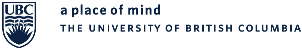 UBC
a place of mind
THE UNIVERSITY OF BRITISH COLUMBIA